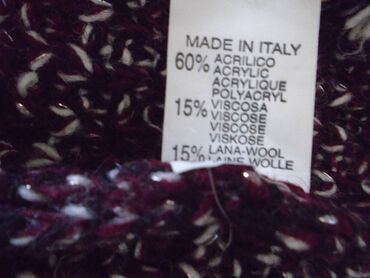 MADE IN ITALY
60% ACRILICO
ACRYLIC
ACRYLIQUE
POLYACRYL
15% VISCOSA
VISCOSE
VISCOSE
VISKOSE
15% LANA-WOOL
LAINE WOLLE